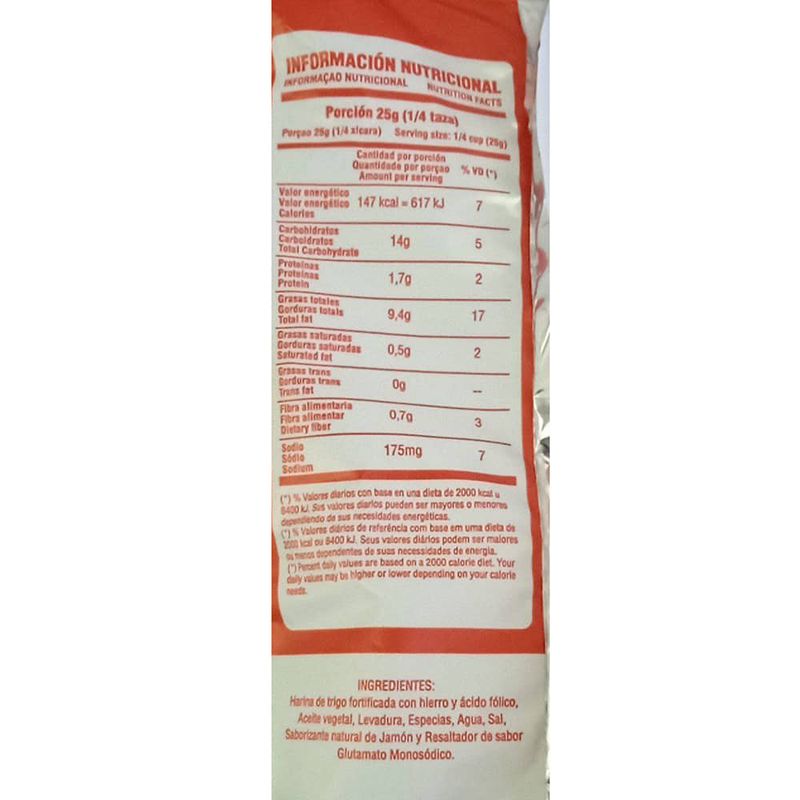 INFORMACIÓN NUTRICIONAL
INFORMAÇAO NUTRICIONAL NUTRITION FACTS
Porción 25g (1/4 taza)
Porçao 25g (1/4 xicara) Serving size: 1/4 cup (25g)
Cantidad por porción
Quantidade por porçao % VD (*)
Amount per serving
Valor energético
Valor energético 147 kcal = 617 kJ 7
Calories
Carbohidratos
Carboidratos 14g 5
Total Carbohydrate
Proteínas
Proteinas 1,7g 2
Protein
Grasas totales
Gorduras totais 9,4g 17
Total fat
Grasas saturadas
Gorduras saturadas 0,5g 2
Saturated fat
Grasas trans
Gorduras trans 0g --
Trans fat
Fibra alimentaria
Fibra alimentar 0,7g 3
Dietary fiber
Sodio
Sódio 175mg 7
Sodium
(*) % Valores diarios con base en una dieta de 2000 kcal u
8400 kJ. Sus valores diarios pueden ser mayores o menores
dependiendo de sus necesidades energéticas.
(*) % Valores diários de referência com base em uma dieta de
2000 kcal ou 8400 kJ. Seus valores diários podem ser maiores
ou menos dependentes de suas necessidades de energia.
(*) Percent daily values are based on a 2000 calorie diet. Your
daily values may be higher or lower depending on your calorie
needs.
INGREDIENTES:
Harina de trigo fortificada con hierro y ácido fólico,
Aceite vegetal, Levadura, Especias, Agua, Sal,
Saborizante natural de Jamón y Resaltador de sabor
Glutamato Monosódico.